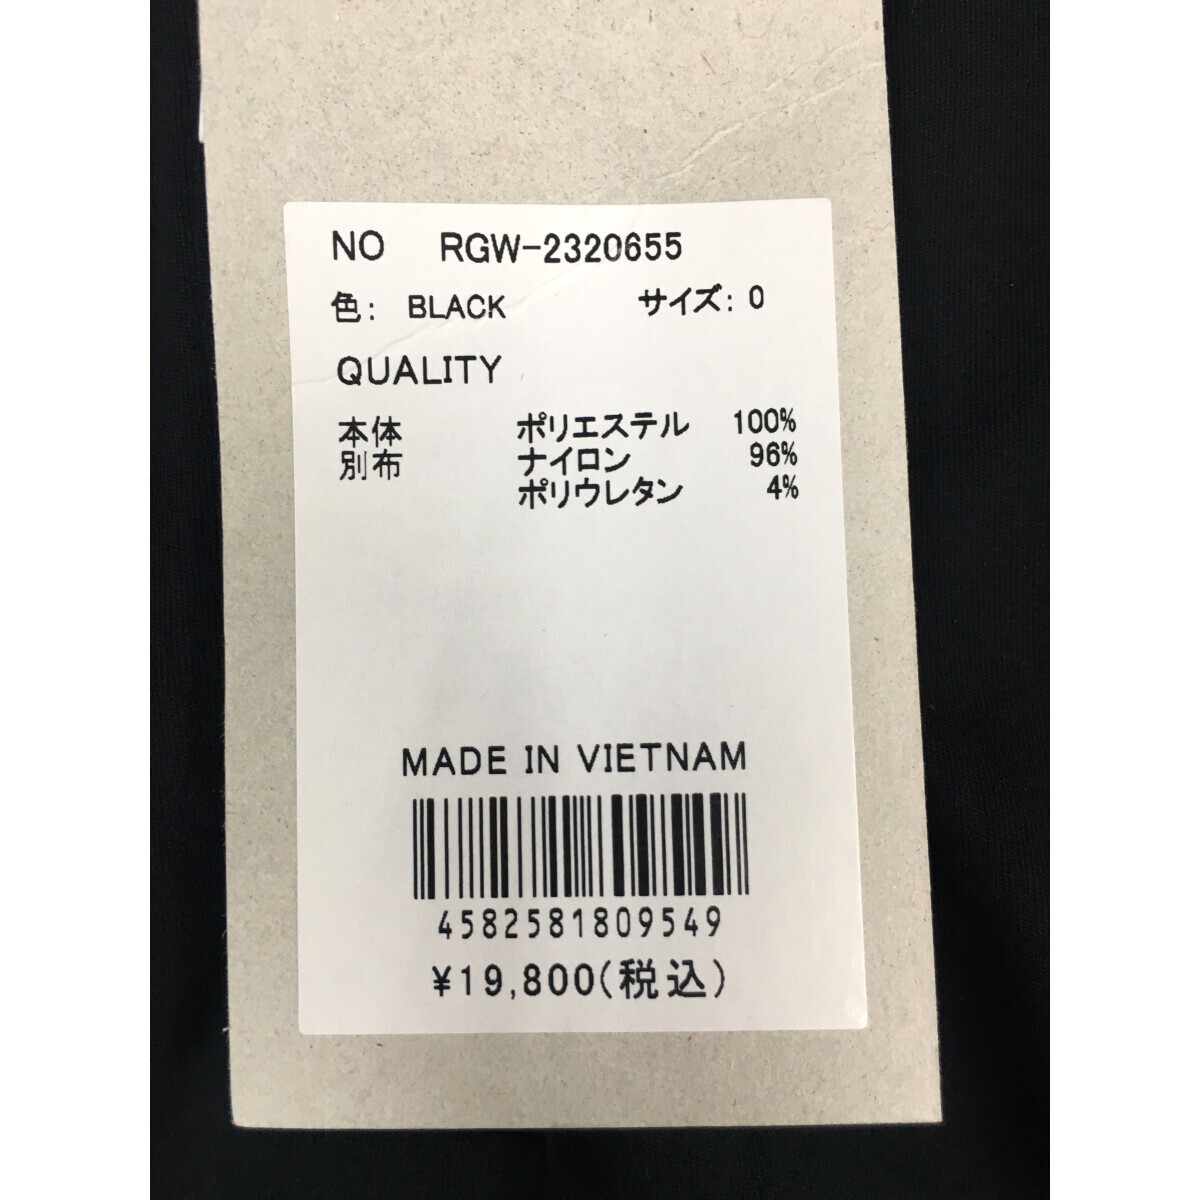 NO RGW-2320655
色: BLACK サイズ: 0
QUALITY
本体 ポリエステル 100%
別布 ナイロン 96%
ポリウレタン 4%
MADE IN VIETNAM
4582581809549
¥19,800(税込)